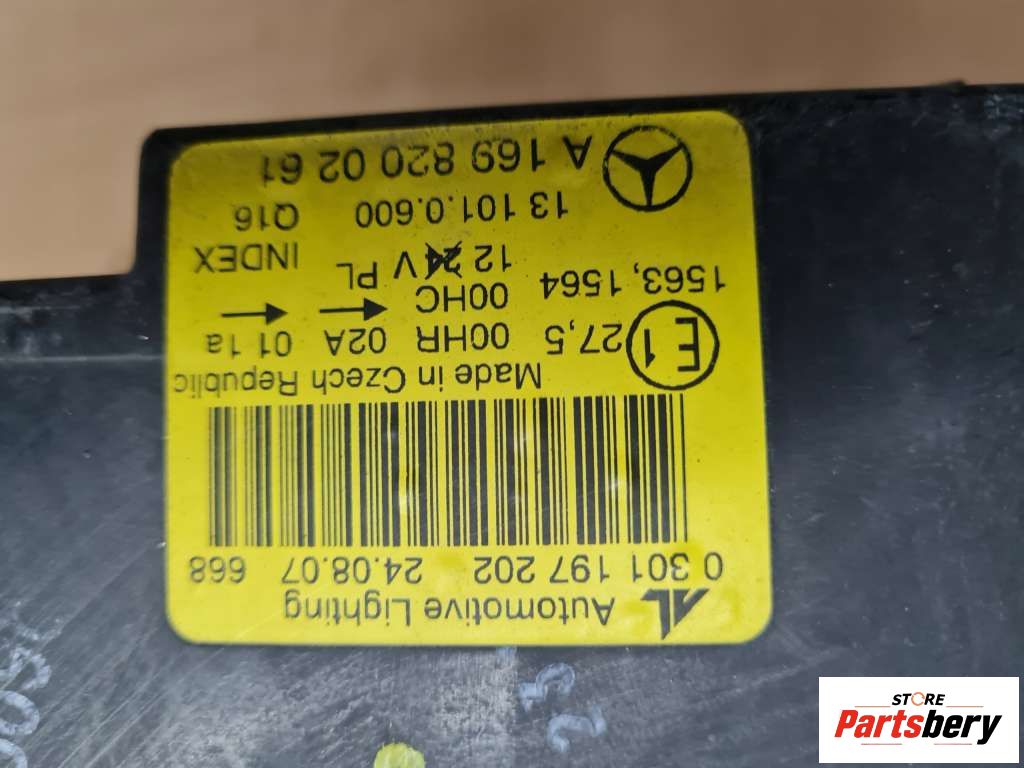 Automotive Lighting
0 301 197 202 24.08.07 668
Made in Czech Republic
E1 27,5 00HR 02A 01 1a
00HC
1563, 1564 12 24 V PL INDEX
13 101.0.600 Q16
A 169 820 02 61
STORE
Partsbery